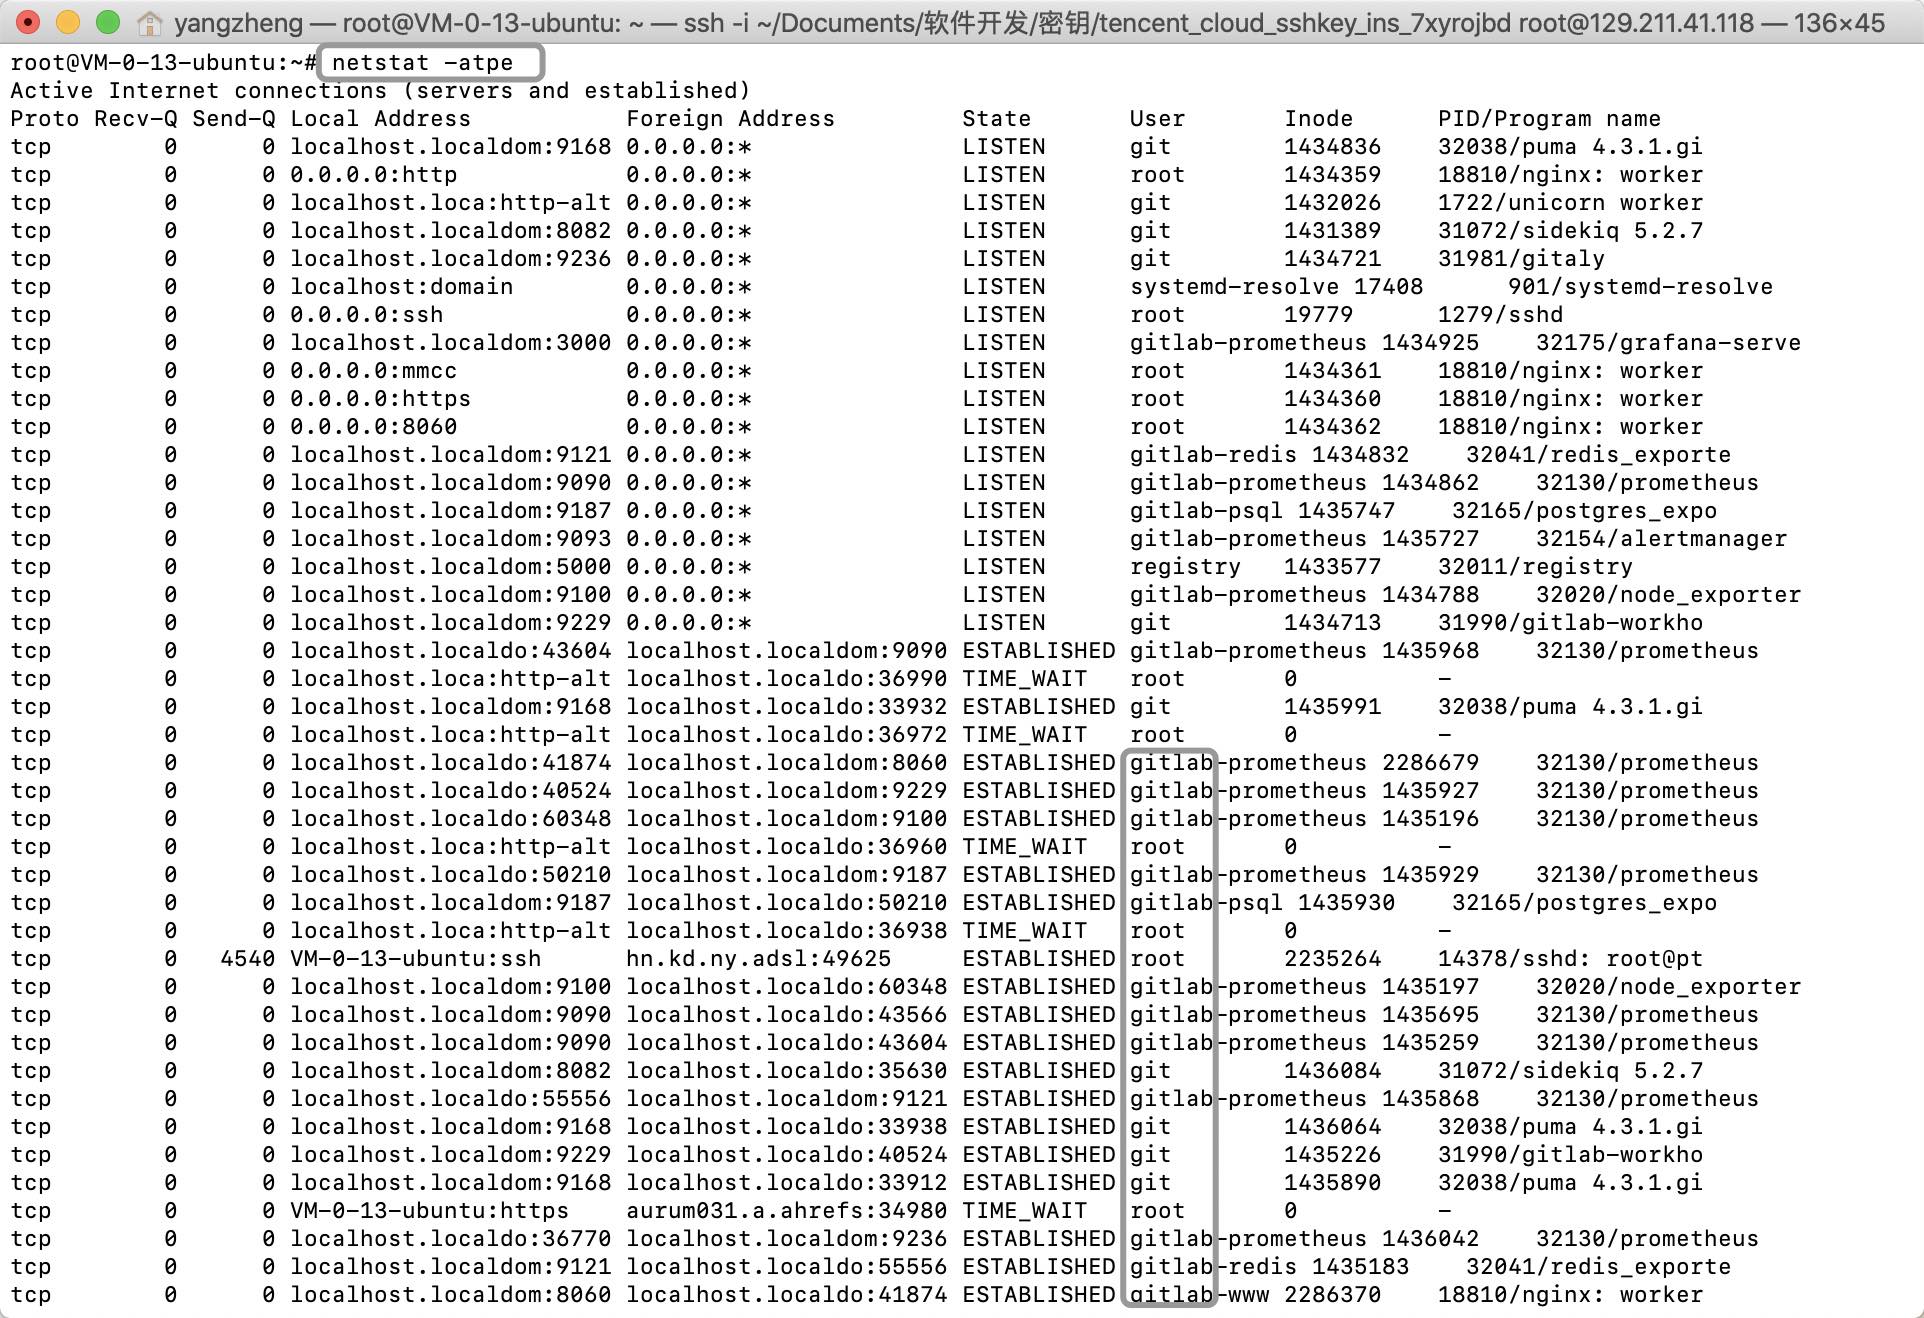 yangzheng — root@VM-0-13-ubuntu: ~ — ssh -i ~/Documents/软件开发/密钥/tencent_cloud_sshkey_ins_7xyrojbd root@129.211.41.118 — 136×45
root@VM-0-13-ubuntu:~# netstat -atpe
Active Internet connections (servers and established)
Proto Recv-Q Send-Q Local Address           Foreign Address         State       User       Inode      PID/Program name
tcp        0      0 localhost.localdom:9168 0.0.0.0:*               LISTEN      git        1434836    32038/puma 4.3.1.gi
tcp        0      0 0.0.0.0:http            0.0.0.0:*               LISTEN      root       1434359    18810/nginx: worker
tcp        0      0 localhost.loca:http-alt 0.0.0.0:*               LISTEN      git        1432026    1722/unicorn worker
tcp        0      0 localhost.localdom:8082 0.0.0.0:*               LISTEN      git        1431389    31072/sidekiq 5.2.7
tcp        0      0 localhost.localdom:9236 0.0.0.0:*               LISTEN      git        1434721    31981/gitaly
tcp        0      0 localhost:domain        0.0.0.0:*               LISTEN      systemd-resolve 17408      901/systemd-resolve
tcp        0      0 0.0.0.0:ssh             0.0.0.0:*               LISTEN      root       19779      1279/sshd
tcp        0      0 localhost.localdom:3000 0.0.0.0:*               LISTEN      gitlab-prometheus 1434925    32175/grafana-serve
tcp        0      0 0.0.0.0:mmcc            0.0.0.0:*               LISTEN      root       1434361    18810/nginx: worker
tcp        0      0 0.0.0.0:https           0.0.0.0:*               LISTEN      root       1434360    18810/nginx: worker
tcp        0      0 0.0.0.0:8060            0.0.0.0:*               LISTEN      root       1434362    18810/nginx: worker
tcp        0      0 localhost.localdom:9121 0.0.0.0:*               LISTEN      gitlab-redis 1434832    32041/redis_exporte
tcp        0      0 localhost.localdom:9090 0.0.0.0:*               LISTEN      gitlab-prometheus 1434862    32130/prometheus
tcp        0      0 localhost.localdom:9187 0.0.0.0:*               LISTEN      gitlab-psql 1435747    32165/postgres_expo
tcp        0      0 localhost.localdom:9093 0.0.0.0:*               LISTEN      gitlab-prometheus 1435727    32154/alertmanager
tcp        0      0 localhost.localdom:5000 0.0.0.0:*               LISTEN      registry   1433577    32011/registry
tcp        0      0 localhost.localdom:9100 0.0.0.0:*               LISTEN      gitlab-prometheus 1434788    32020/node_exporter
tcp        0      0 localhost.localdom:9229 0.0.0.0:*               LISTEN      git        1434713    31990/gitlab-workho
tcp        0      0 localhost.localdo:43604 localhost.localdom:9090 ESTABLISHED gitlab-prometheus 1435968    32130/prometheus
tcp        0      0 localhost.loca:http-alt localhost.localdo:36990 TIME_WAIT   root       0          -
tcp        0      0 localhost.localdom:9168 localhost.localdo:33932 ESTABLISHED git        1435991    32038/puma 4.3.1.gi
tcp        0      0 localhost.loca:http-alt localhost.localdo:36972 TIME_WAIT   root       0          -
tcp        0      0 localhost.localdo:41874 localhost.localdom:8060 ESTABLISHED gitlab-prometheus 2286679    32130/prometheus
tcp        0      0 localhost.localdo:40524 localhost.localdom:9229 ESTABLISHED gitlab-prometheus 1435927    32130/prometheus
tcp        0      0 localhost.localdo:60348 localhost.localdom:9100 ESTABLISHED gitlab-prometheus 1435196    32130/prometheus
tcp        0      0 localhost.loca:http-alt localhost.localdo:36960 TIME_WAIT   root       0          -
tcp        0      0 localhost.localdo:50210 localhost.localdom:9187 ESTABLISHED gitlab-prometheus 1435929    32130/prometheus
tcp        0      0 localhost.localdom:9187 localhost.localdo:50210 ESTABLISHED gitlab-psql 1435930    32165/postgres_expo
tcp        0      0 localhost.loca:http-alt localhost.localdo:36938 TIME_WAIT   root       0          -
tcp        0   4540 VM-0-13-ubuntu:ssh      hn.kd.ny.adsl:49625     ESTABLISHED root       2235264    14378/sshd: root@pt
tcp        0      0 localhost.localdom:9100 localhost.localdo:60348 ESTABLISHED gitlab-prometheus 1435197    32020/node_exporter
tcp        0      0 localhost.localdom:9090 localhost.localdo:43566 ESTABLISHED gitlab-prometheus 1435695    32130/prometheus
tcp        0      0 localhost.localdom:9090 localhost.localdo:43604 ESTABLISHED gitlab-prometheus 1435259    32130/prometheus
tcp        0      0 localhost.localdom:8082 localhost.localdo:35630 ESTABLISHED git        1436084    31072/sidekiq 5.2.7
tcp        0      0 localhost.localdo:55556 localhost.localdom:9121 ESTABLISHED gitlab-prometheus 1435868    32130/prometheus
tcp        0      0 localhost.localdom:9168 localhost.localdo:33938 ESTABLISHED git        1436064    32038/puma 4.3.1.gi
tcp        0      0 localhost.localdom:9229 localhost.localdo:40524 ESTABLISHED git        1435226    31990/gitlab-workho
tcp        0      0 localhost.localdom:9168 localhost.localdo:33912 ESTABLISHED git        1435890    32038/puma 4.3.1.gi
tcp        0      0 VM-0-13-ubuntu:https    aurum031.a.ahrefs:34980 TIME_WAIT   root       0          -
tcp        0      0 localhost.localdo:36770 localhost.localdom:9236 ESTABLISHED gitlab-prometheus 1436042    32130/prometheus
tcp        0      0 localhost.localdom:9121 localhost.localdo:55556 ESTABLISHED gitlab-redis 1435183    32041/redis_exporte
tcp        0      0 localhost.localdom:8060 localhost.localdo:41874 ESTABLISHED gitlab-www 2286370    18810/nginx: worker